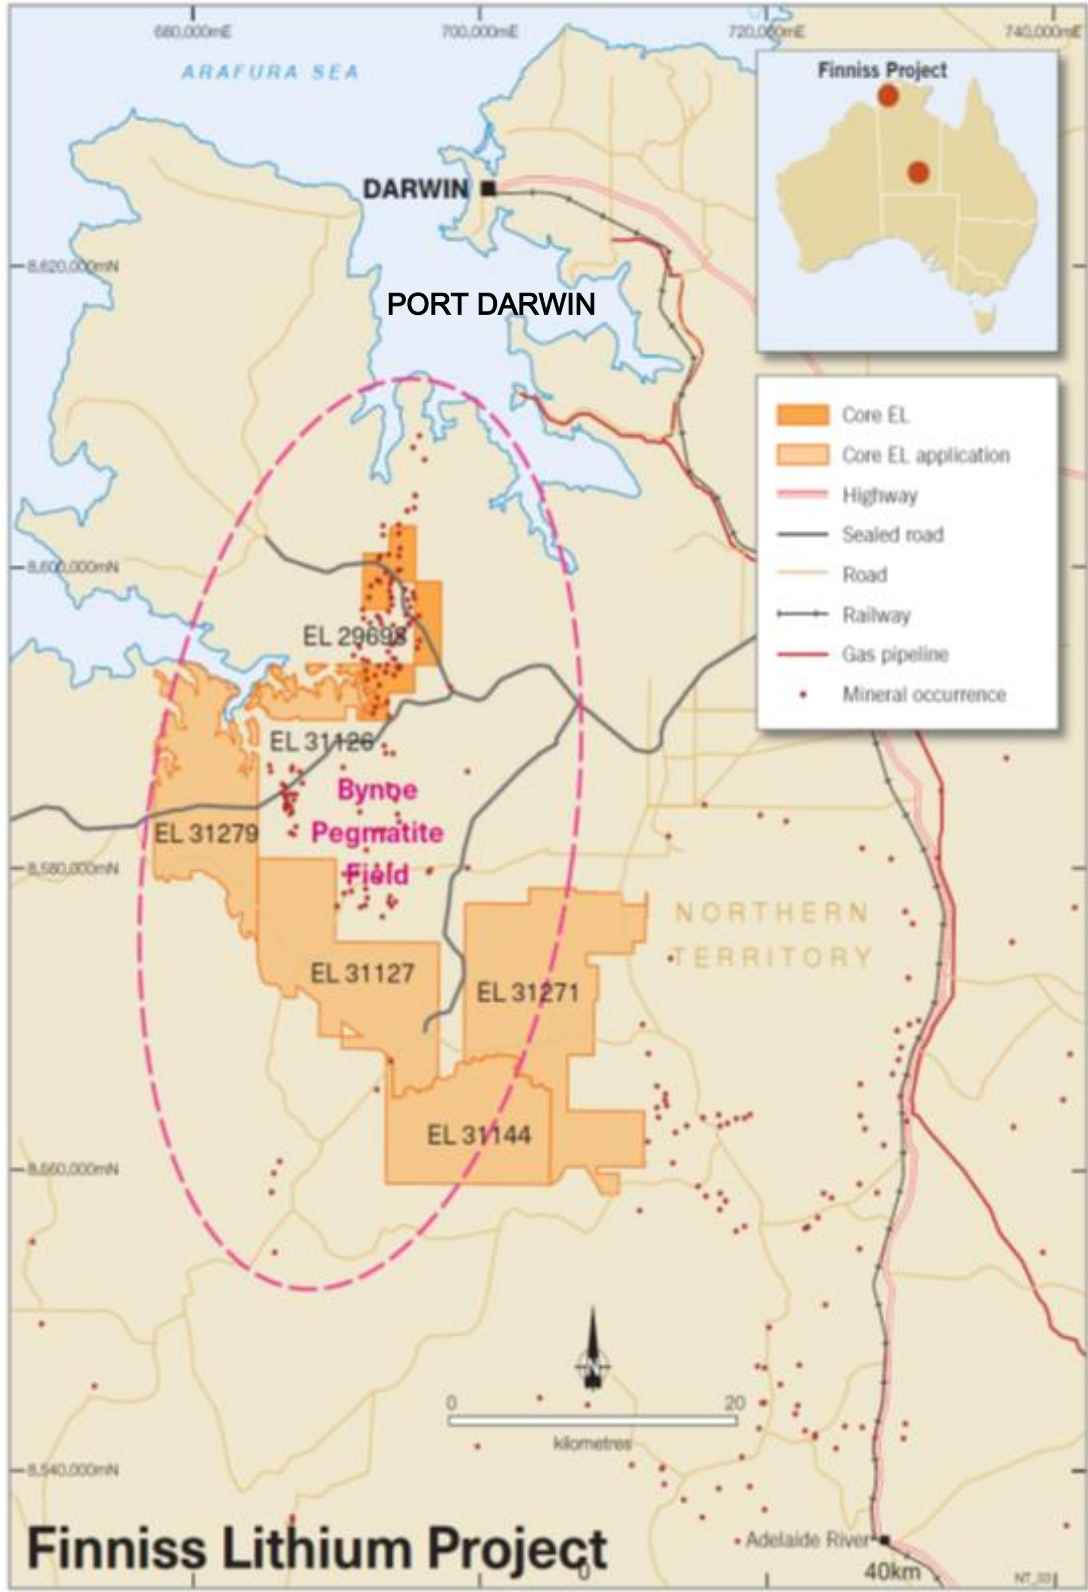 680,000mE
700,000mE
720,000mE
740,000mE
ARAFURA SEA
Finniss Project
DARWIN
8,620,000mN
PORT DARWIN
Core EL
Core EL application
Highway
Sealed road
Road
Railway
Gas pipeline
Mineral occurrence
8,600,000mN
EL 29698
EL 31126
Bynoe
Pegmatite
Field
EL 31279
8,580,000mN
NORTHERN
TERRITORY
EL 31127
EL 31271
EL 31144
8,560,000mN
N
0
20
kilometres
8,540,000mN
Finniss Lithium Project
0
Adelaide River
40km